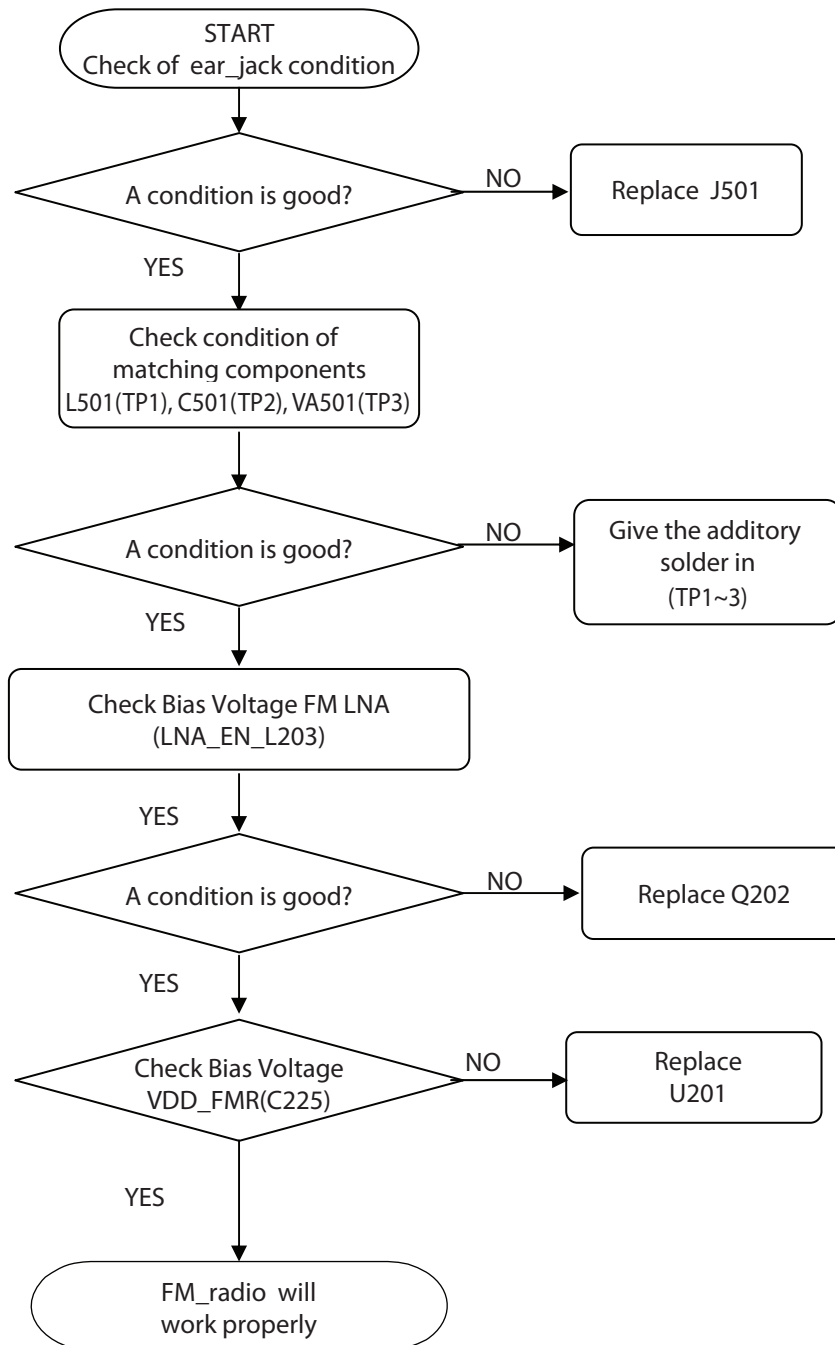 START
Check of ear_jack condition
A condition is good?
NO
Replace J501
YES
Check condition of
matching components
L501(TP1), C501(TP2), VA501(TP3)
A condition is good?
NO
Give the additory
solder in
(TP1~3)
YES
Check Bias Voltage FM LNA
(LNA_EN_L203)
YES
A condition is good?
NO
Replace Q202
YES
Check Bias Voltage
VDD_FMR(C225)
NO
Replace
U201
YES
FM_radio will
work properly